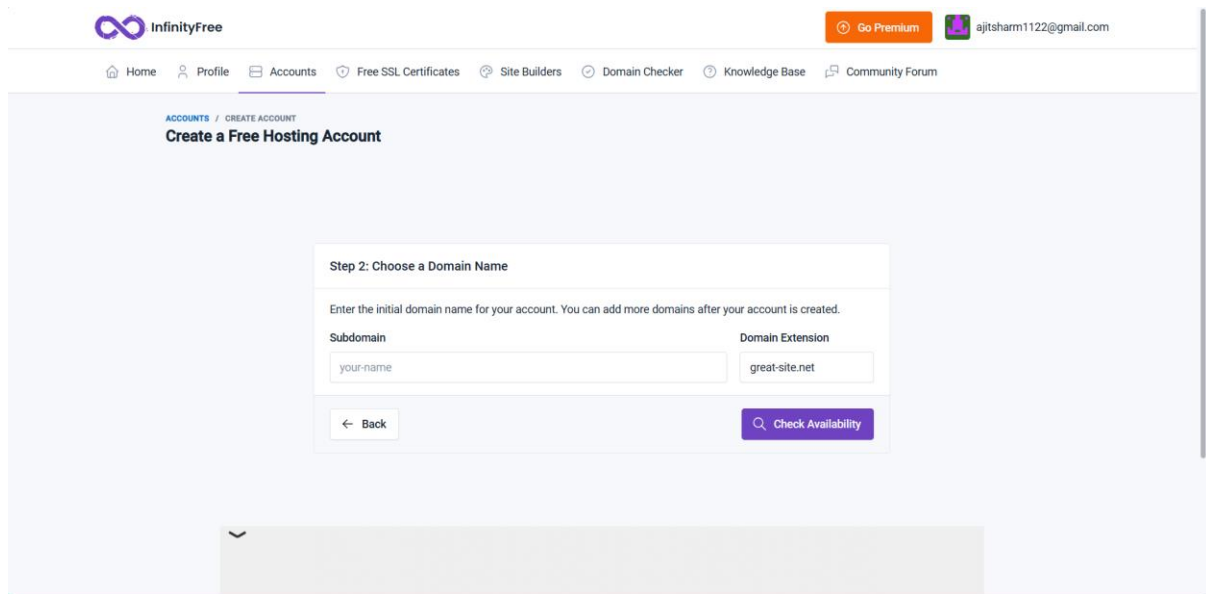 InfinityFree
Go Premium
ajitsharm1122@gmail.com
Home Profile Accounts Free SSL Certificates Site Builders Domain Checker Knowledge Base Community Forum
ACCOUNTS / CREATE ACCOUNT
Create a Free Hosting Account
Step 2: Choose a Domain Name
Enter the initial domain name for your account. You can add more domains after your account is created.
Subdomain Domain Extension
your-name great-site.net
← Back Check Availability